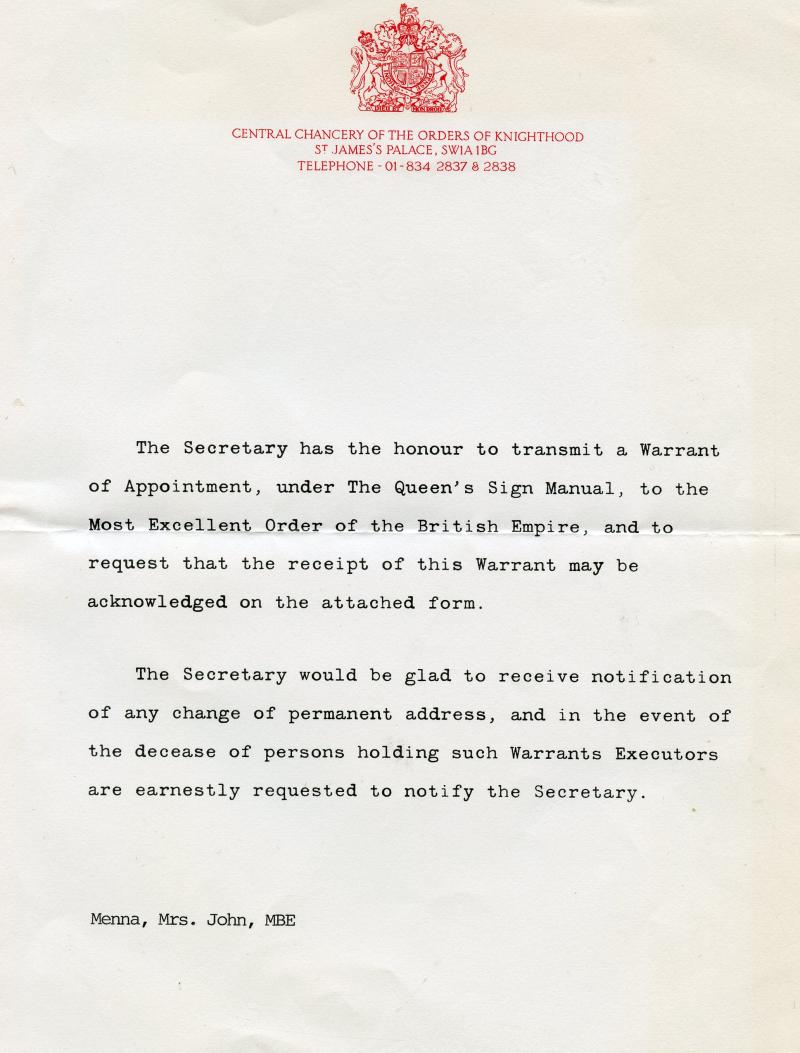 DIEU ET MON DROIT
CENTRAL CHANCERY OF THE ORDERS OF KNIGHTHOOD
ST JAMES'S PALACE, SW1A 1BG
TELEPHONE - 01-834 2837 & 2838
The Secretary has the honour to transmit a Warrant
of Appointment, under The Queen's Sign Manual, to the
Most Excellent Order of the British Empire, and to
request that the receipt of this Warrant may be
acknowledged on the attached form.
The Secretary would be glad to receive notification
of any change of permanent address, and in the event of
the decease of persons holding such Warrants Executors
are earnestly requested to notify the Secretary.
Menna, Mrs. John, MBE